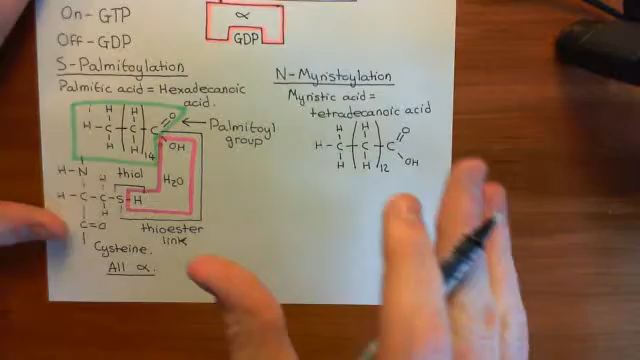 On-GTP
Off-GDP
α
GDP
S-Palmitoylation
Palmitic acid = Hexadecanoic
acid.
H H O
H-C-C-C
H H 14 OH
Palmitoyl
group
H-N H thiol H₂O
H-C-C-S-H
H
C=O
thioester
link
Cysteine.
All α.
N-Myristoylation
Myristic acid =
tetradecanoic acid
H H O
H-C-C-C
H H 12 OH